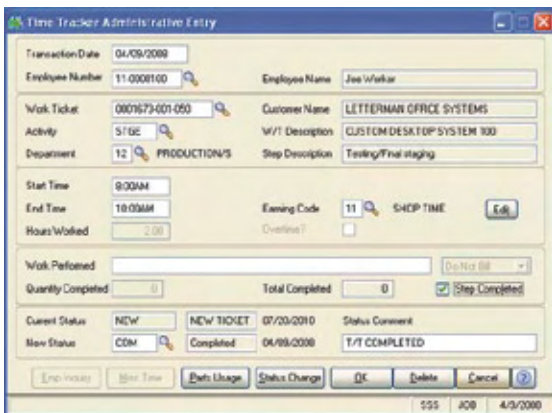 Time Tracker Administrative Entry
Transaction Date 04/09/2008
Employee Number 11-0008100 Employee Name Joe Worker
Work Ticket 0001673-001-050 Customer Name LETTERMAN OFFICE SYSTEMS
Activity STGE W/T Description CUSTOM DESKTOP SYSTEM 100
Department 12 PRODUCTION/S Step Description Testing/Final staging
Start Time 8:00AM
End Time 10:00AM Earning Code 11 SHOP TIME Edit
Hours Worked 2.00 Overtime?
Work Performed Do Not Bill
Quantity Completed 0 Total Completed 0 Step Completed
Current Status NEW NEW TICKET 07/20/2010 Status Comment
New Status COM Completed 04/09/2008 T/T COMPLETED
Emp Inquiry Misc Time Parts Usage Status Change OK Delete Cancel ?
SSS JOB 4/9/2008